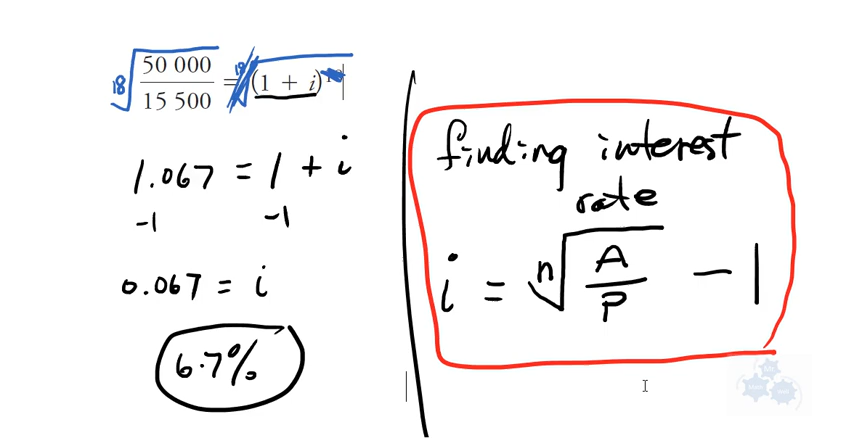 18√(50 000 / 15 500) = 18√(1 + i)^18
1.067 = 1 + i
-1 -1
0.067 = i
6.7%
finding interest
rate
i = n√(A / P) - 1